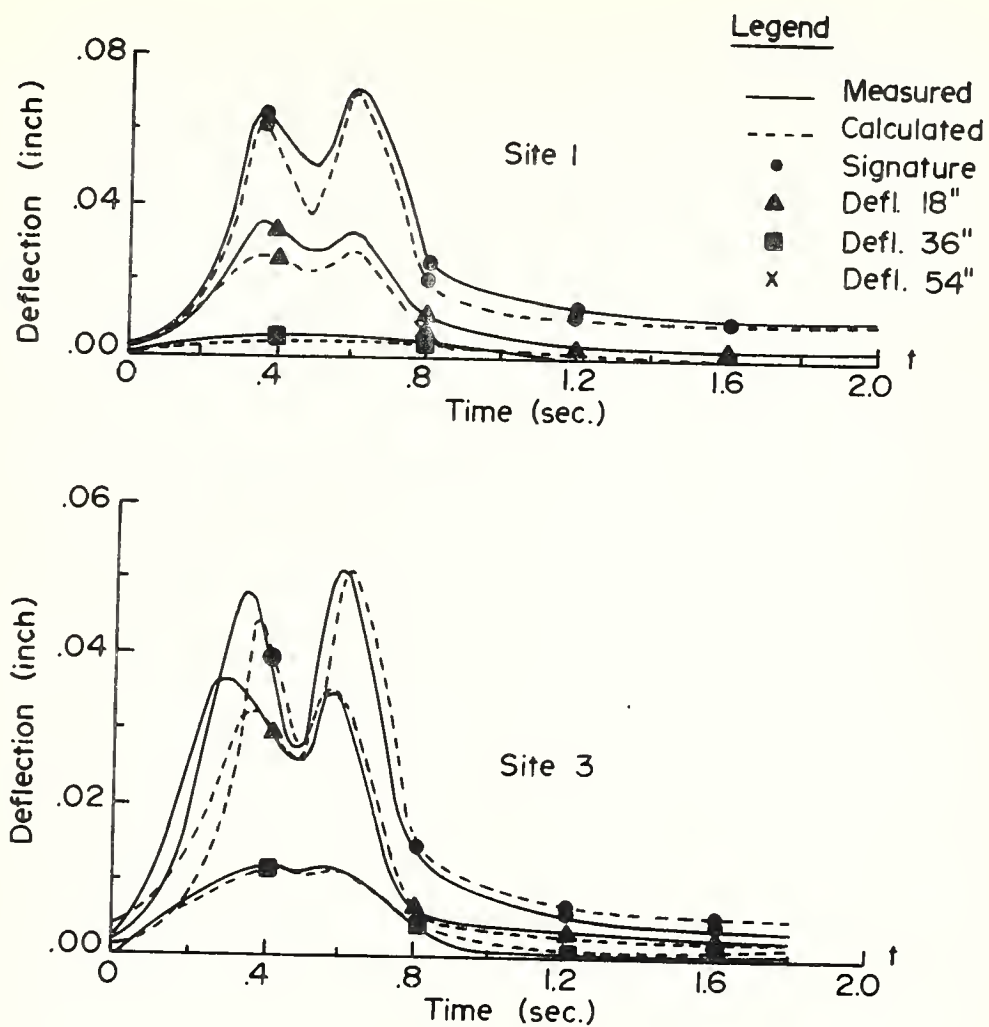 Legend
Measured
Calculated
Signature
Defl. 18"
Defl. 36"
x Defl. 54"
Site 1
Deflection (inch)
.08
.04
.00
0 .4 .8 1.2 1.6 2.0 t
Time (sec.)
Site 3
Deflection (inch)
.06
.04
.02
.00
0 .4 .8 1.2 1.6 2.0 t
Time (sec.)